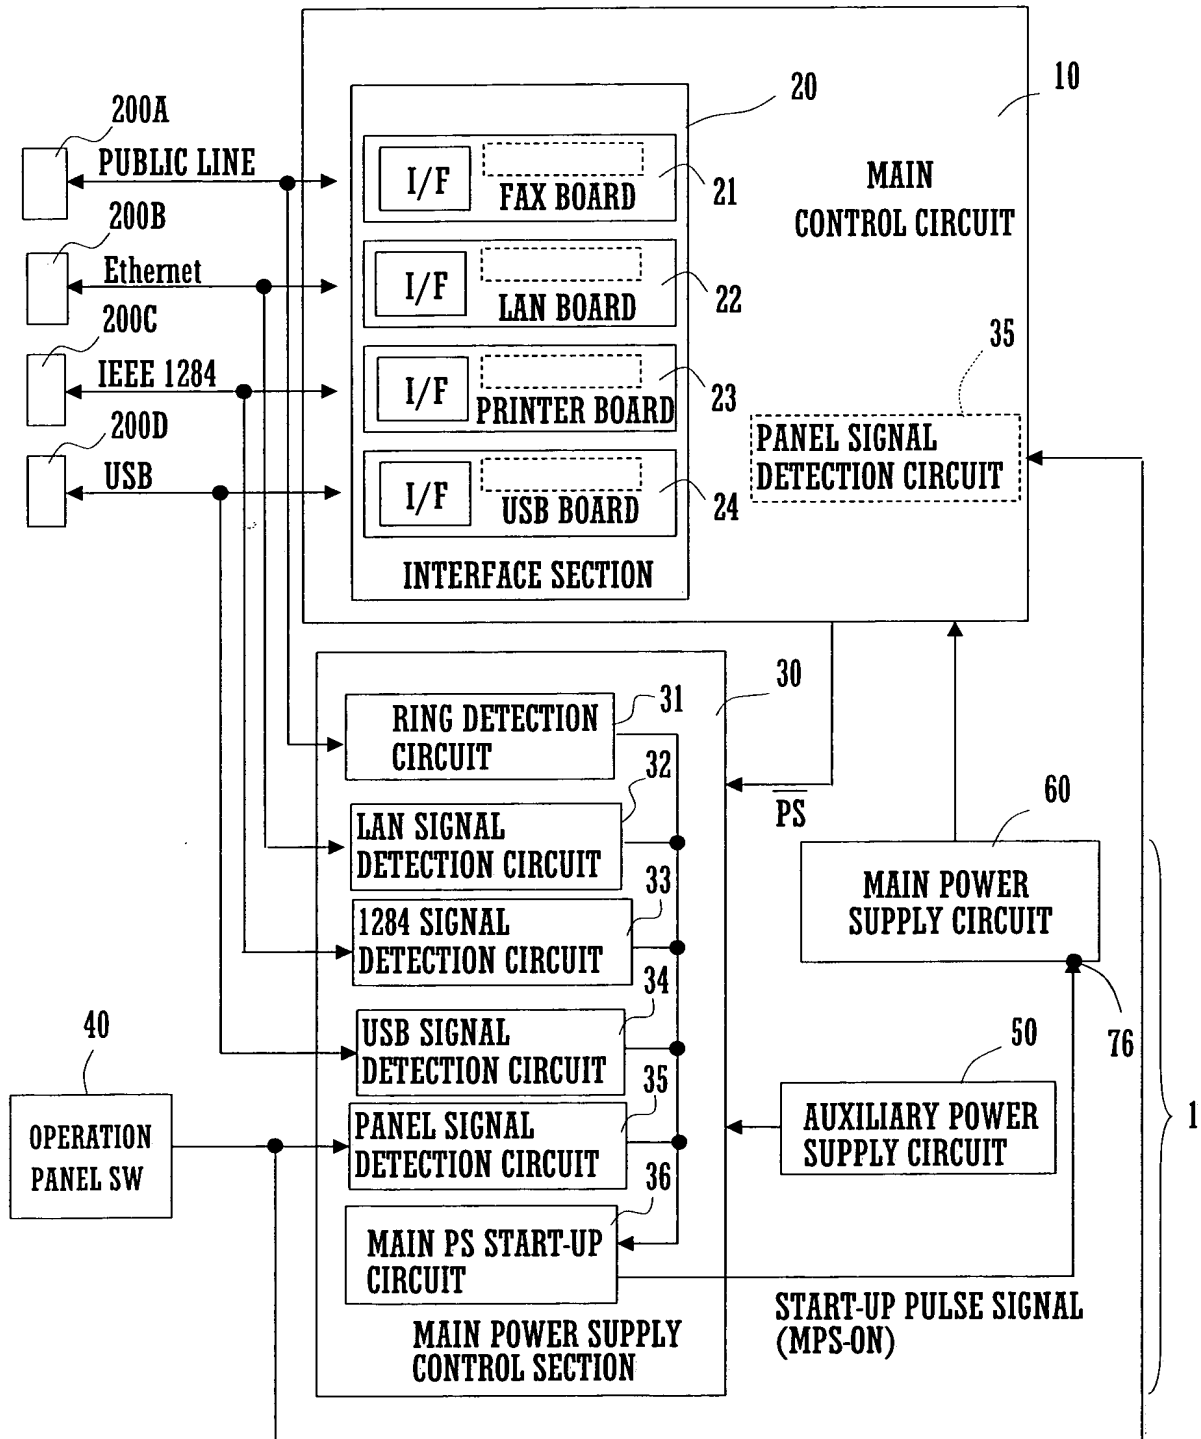 10
20
200A
PUBLIC LINE
I/F
FAX BOARD
21
MAIN
CONTROL CIRCUIT
200B
Ethernet
I/F
LAN BOARD
22
200C
IEEE 1284
I/F
PRINTER BOARD
23
35
PANEL SIGNAL
DETECTION CIRCUIT
200D
USB
I/F
USB BOARD
24
INTERFACE SECTION
30
RING DETECTION
CIRCUIT
31
PS
LAN SIGNAL
DETECTION CIRCUIT
32
60
MAIN POWER
SUPPLY CIRCUIT
1284 SIGNAL
DETECTION CIRCUIT
33
76
USB SIGNAL
DETECTION CIRCUIT
34
40
OPERATION
PANEL SW
50
AUXILIARY POWER
SUPPLY CIRCUIT
1
PANEL SIGNAL
DETECTION CIRCUIT
35
MAIN PS START-UP
CIRCUIT
36
START-UP PULSE SIGNAL
(MPS-ON)
MAIN POWER SUPPLY
CONTROL SECTION